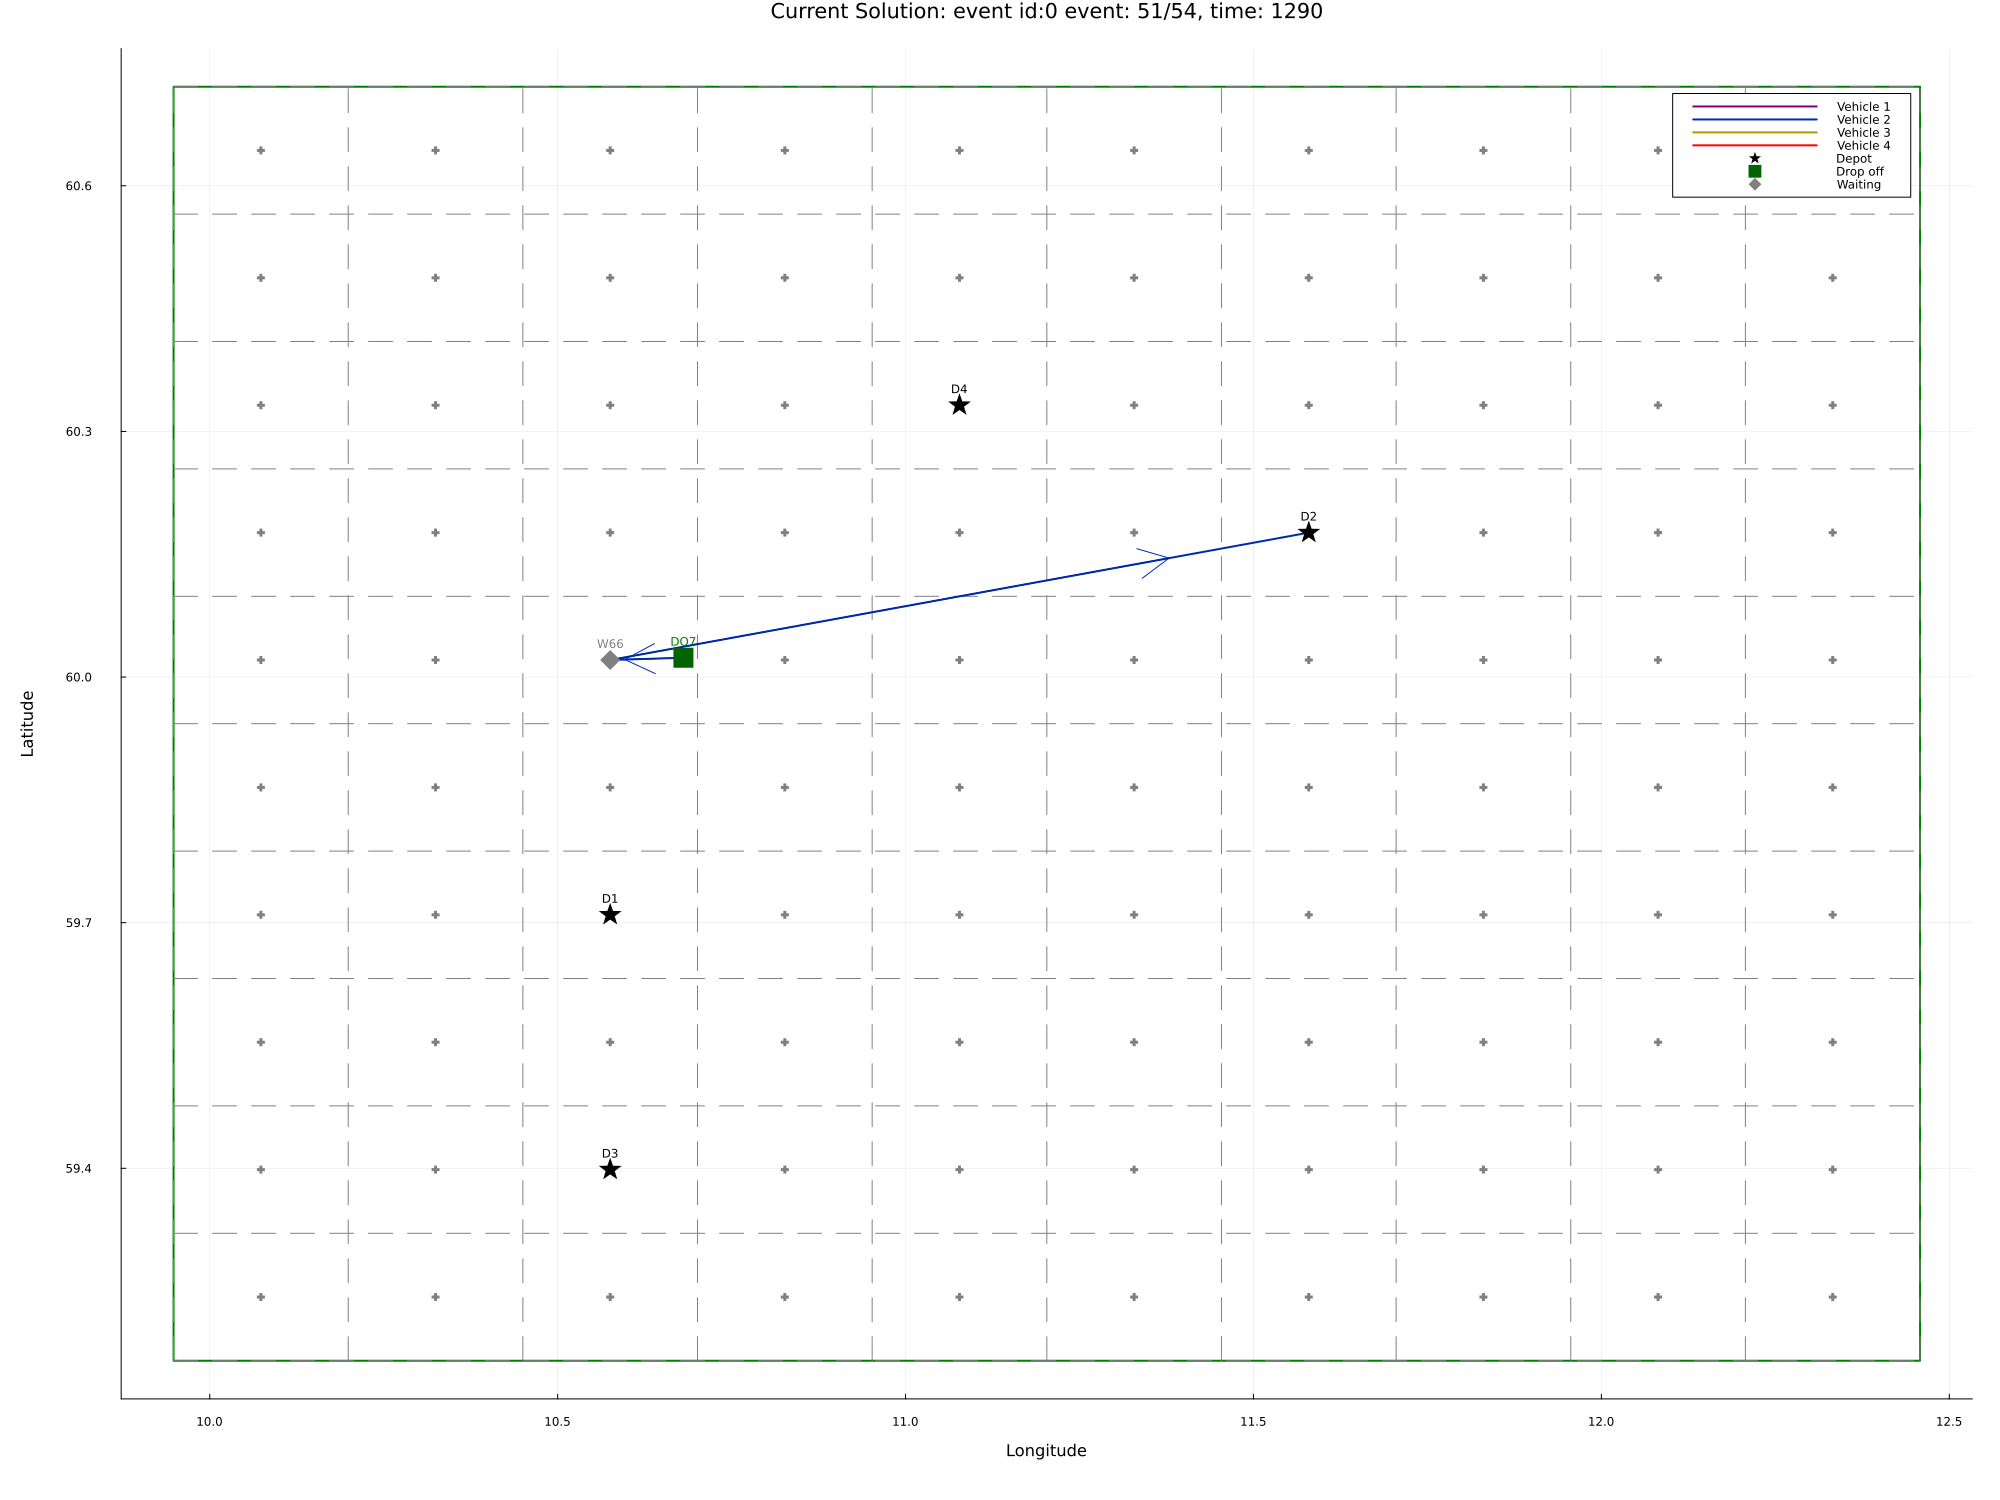 Current Solution: event id:0 event: 51/54, time: 1290
Vehicle 1
Vehicle 2
Vehicle 3
Vehicle 4
Depot
Drop off
Waiting
60.6
60.3
60.0
59.7
59.4
Latitude
D4
D2
W66
DO7
D1
D3
10.0
10.5
11.0
11.5
12.0
12.5
Longitude